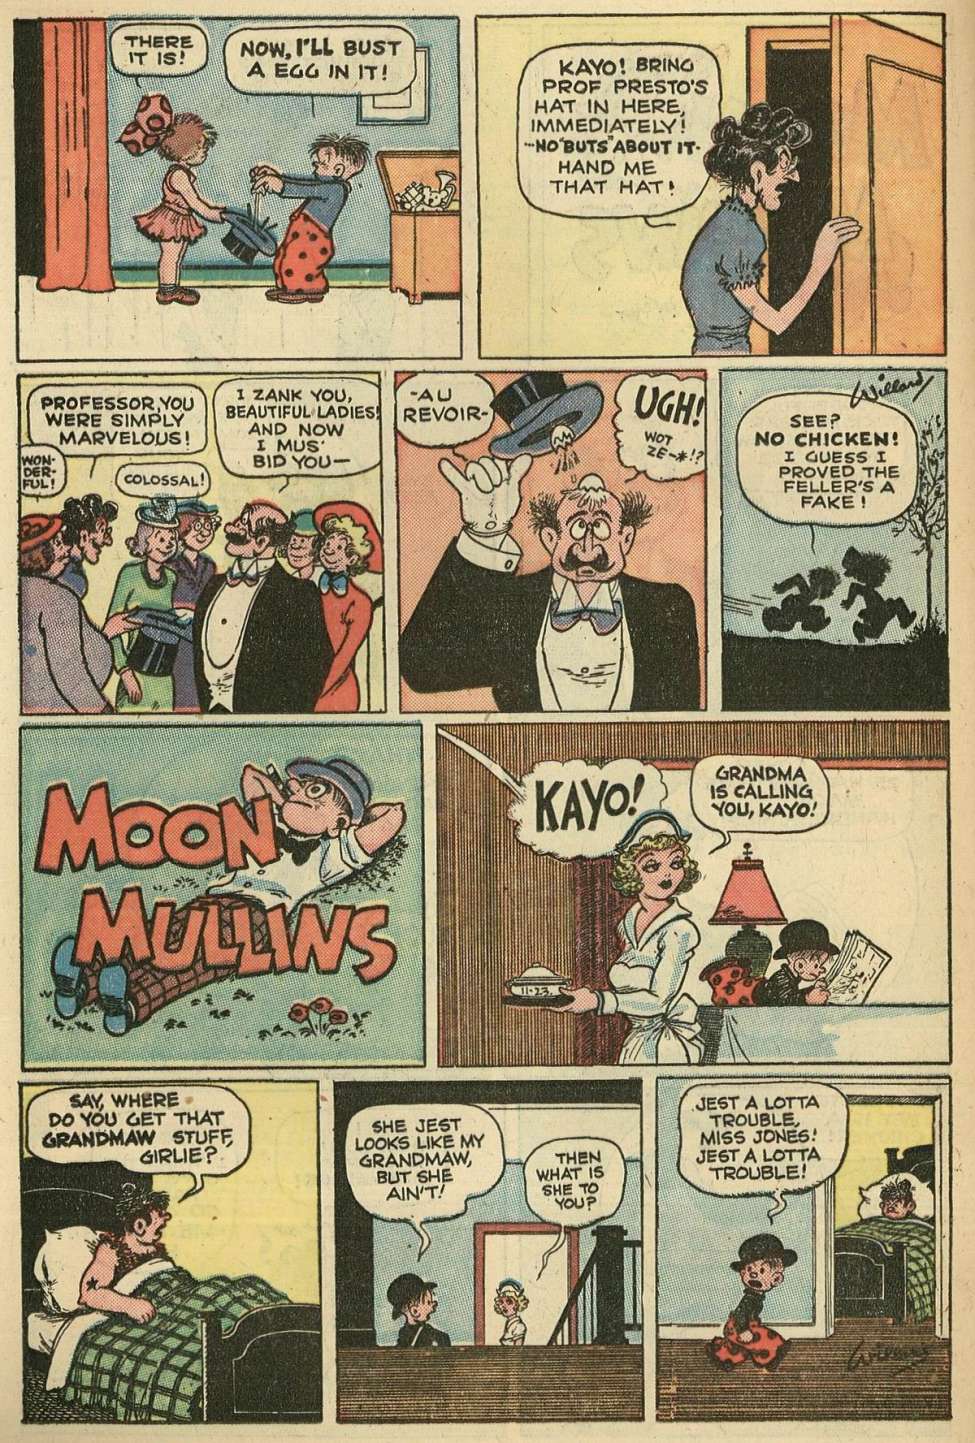 THERE
IT IS!
NOW, I'LL BUST
A EGG IN IT!
KAYO! BRING
PROF PRESTO'S
HAT IN HERE,
IMMEDIATELY!
--NO "BUTS" ABOUT IT-
HAND ME
THAT HAT!
WON-
DER-
FUL!
PROFESSOR, YOU
WERE SIMPLY
MARVELOUS!
COLOSSAL!
I ZANK YOU,
BEAUTIFUL LADIES!
AND NOW
I MUS'
BID YOU—
-AU
REVOIR-
UGH!
WOT
ZE-*!?
Willard
SEE?
NO CHICKEN!
I GUESS I
PROVED THE
FELLER'S A
FAKE!
MOON
MULLINS
KAYO!
GRANDMA
IS CALLING
YOU, KAYO!
11-23
SAY, WHERE
DO YOU GET THAT
GRANDMAW STUFF,
GIRLIE?
SHE JEST
LOOKS LIKE MY
GRANDMAW,
BUT SHE
AIN'T!
THEN
WHAT IS
SHE TO
YOU?
JEST A LOTTA
TROUBLE,
MISS JONES!
JEST A LOTTA
TROUBLE!
Willard